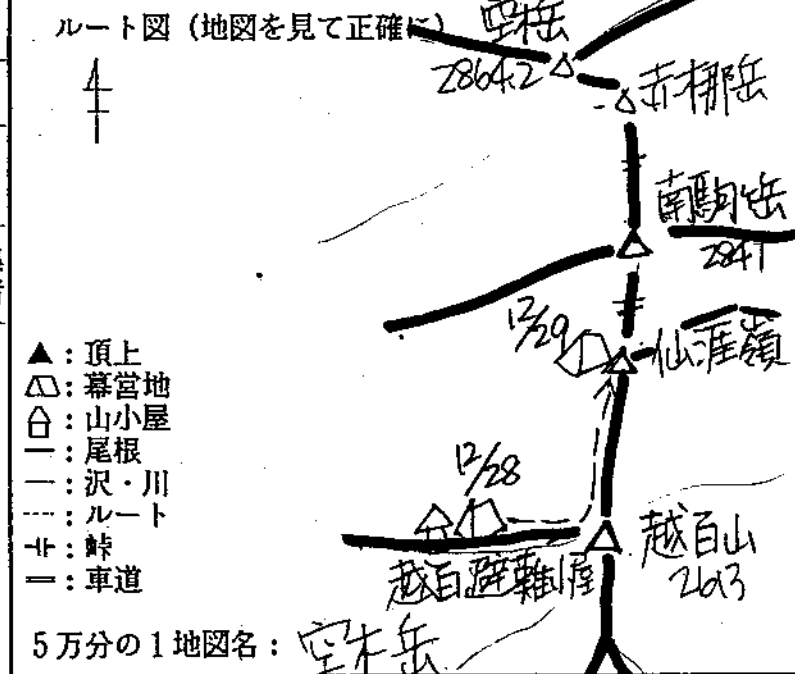 ルート図（地図を見て正確に）
空木岳
2864.2
赤梛岳
南駒ヶ岳
2841
12/29
仙涯嶺
▲：頂上
：幕営地
：山小屋
―：尾根
―：沢・川
----：ルート
：峠
＝：車道
12/28
越百避難小屋
越百山
2613
5万分の1地図名：空木岳